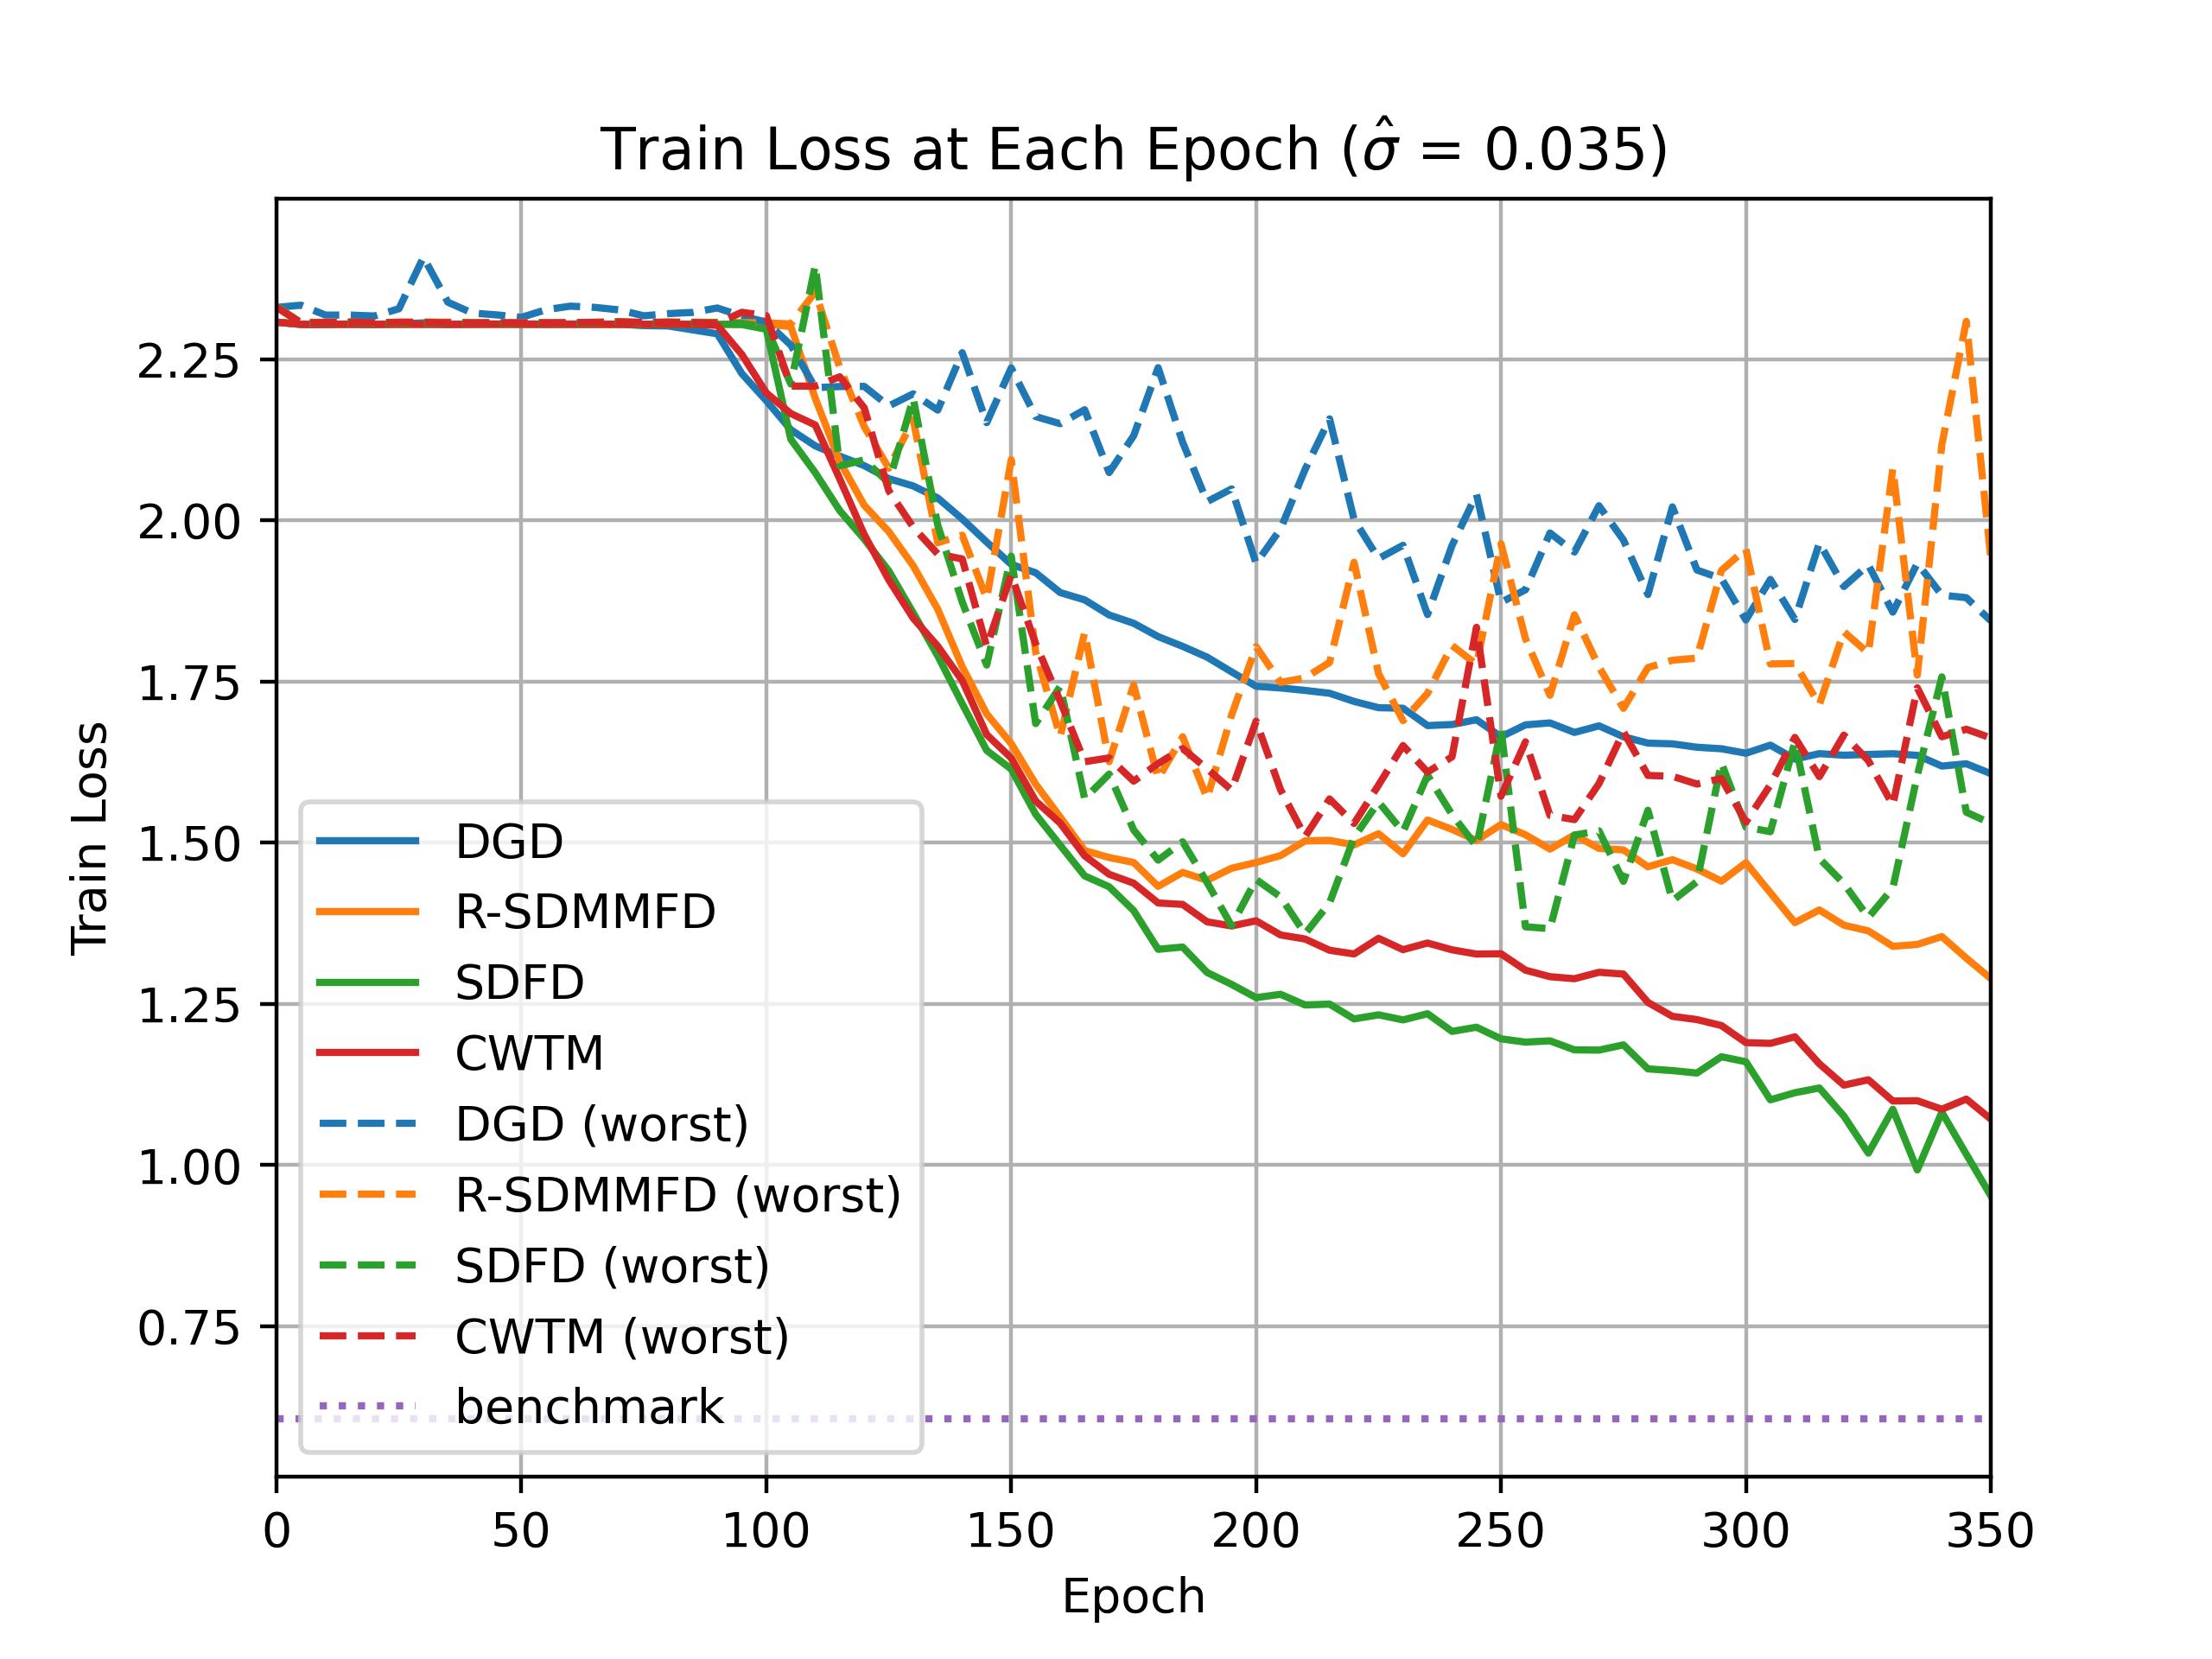 Train Loss at Each Epoch (σ̂ = 0.035)
Train Loss
2.25
2.00
1.75
1.50
1.25
1.00
0.75
DGD
R-SDMMFD
SDFD
CWTM
DGD (worst)
R-SDMMFD (worst)
SDFD (worst)
CWTM (worst)
benchmark
0 50 100 150 200 250 300 350
Epoch